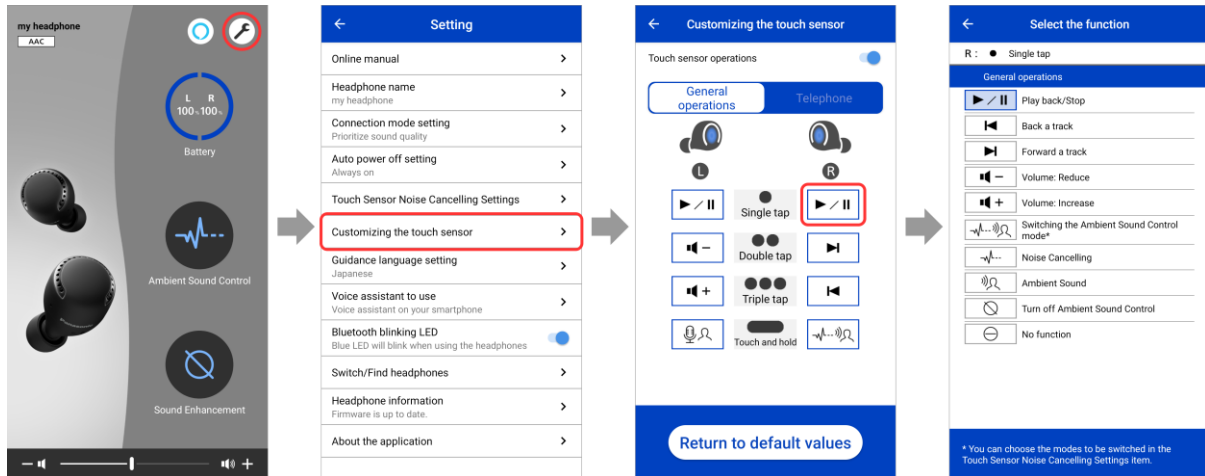 my headphone
AAC
L R
100% 100%
Battery
Ambient Sound Control
Sound Enhancement
Setting
Online manual
Headphone name
my headphone
Connection mode setting
Prioritize sound quality
Auto power off setting
Always on
Touch Sensor Noise Cancelling Settings
Customizing the touch sensor
Guidance language setting
Japanese
Voice assistant to use
Voice assistant on your smartphone
Bluetooth blinking LED
Blue LED will blink when using the headphones
Switch/Find headphones
Headphone information
Firmware is up to date.
About the application
Customizing the touch sensor
Touch sensor operations
General
operations
Telephone
L R
Single tap
Double tap
Triple tap
Touch and hold
Return to default values
Select the function
R : ● Single tap
General operations
Play back/Stop
Back a track
Forward a track
Volume: Reduce
Volume: Increase
Switching the Ambient Sound Control
mode*
Noise Cancelling
Ambient Sound
Turn off Ambient Sound Control
No function
* You can choose the modes to be switched in the
Touch Sensor Noise Cancelling Settings item.